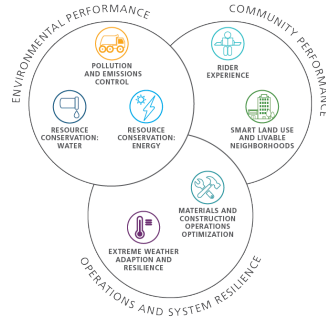 ENVIRONMENTAL PERFORMANCE
COMMUNITY PERFORMANCE
POLLUTION
AND EMISSIONS
CONTROL
RIDER
EXPERIENCE
RESOURCE
CONSERVATION:
WATER
RESOURCE
CONSERVATION:
ENERGY
SMART LAND USE
AND LIVABLE
NEIGHBORHOODS
MATERIALS AND
CONSTRUCTION
OPERATIONS
OPTIMIZATION
EXTREME WEATHER
ADAPTION AND
RESILIENCE
OPERATIONS AND SYSTEM RESILIENCE